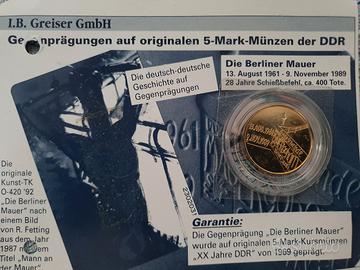 I.B. Greiser GmbH
Gegenprägungen auf originalen 5-Mark-Münzen der DDR
Die deutsch-deutsche
Geschichte auf
Gegenprägungen
Die Berliner Mauer
13. August 1961 - 9. November 1989
28 Jahre Schießbefehl, ca. 400 Tote.
Die
originale
Kunst-TK
O-420 '92
„Die Berliner
Mauer" nach
einem Bild
von R. Fetting
aus dem Jahr
1987 mit dem
Titel „Mann an
der Mauer"
Garantie:
Die Gegenprägung „Die Berliner Mauer"
wurde auf originalen 5-Mark-Kursmünzen
"XX Jahre DDR" von 1969 geprägt.